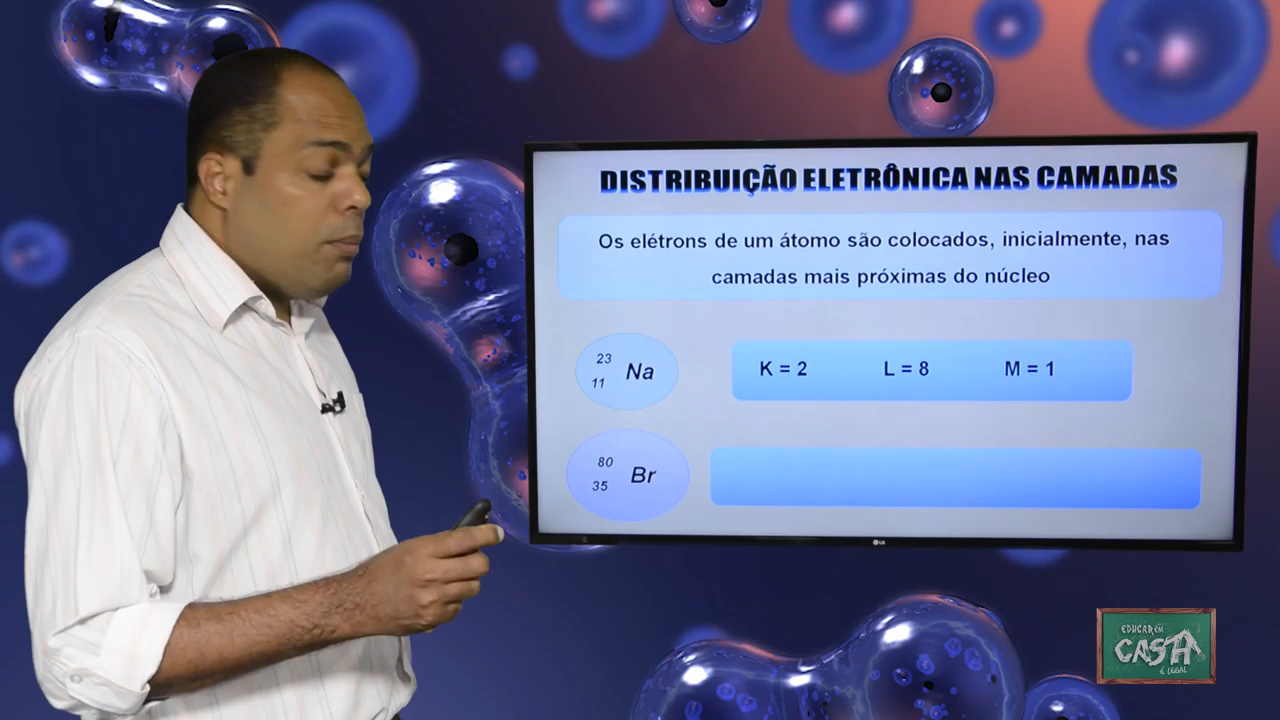 DISTRIBUIÇÃO ELETRÔNICA NAS CAMADAS
Os elétrons de um átomo são colocados, inicialmente, nas
camadas mais próximas do núcleo
23
11 Na
K = 2 L = 8 M = 1
80
35 Br
LG
EDUCAR EM
CASA
É LEGAL